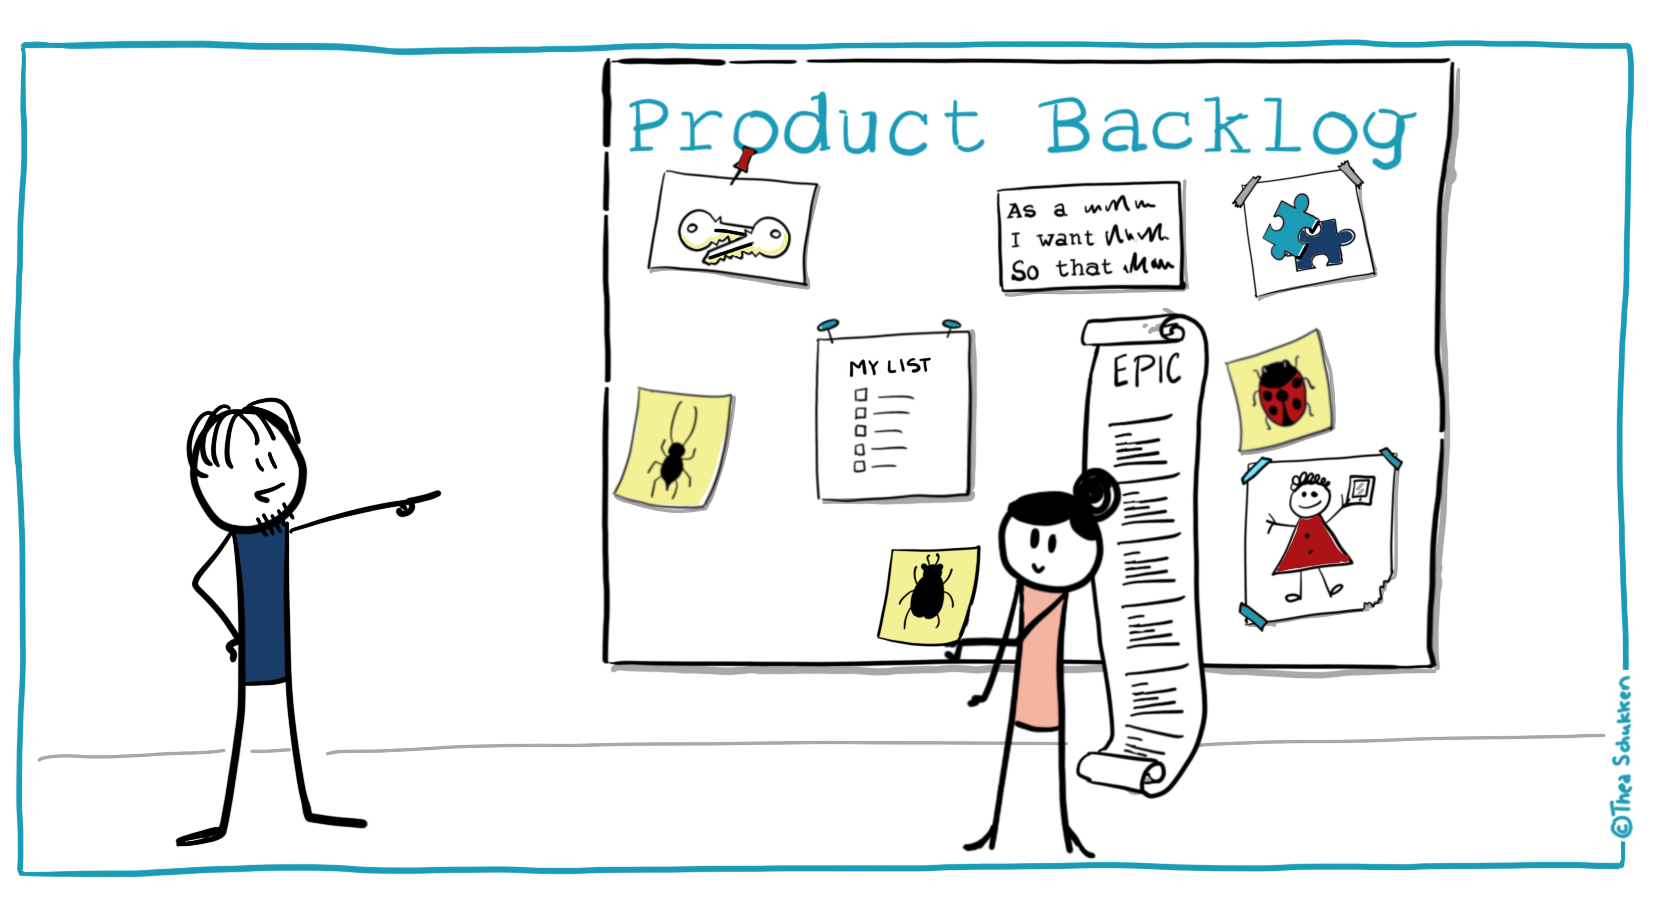 Product Backlog
As a
I want
So that
MY LIST
EPIC
©Thea Schukken